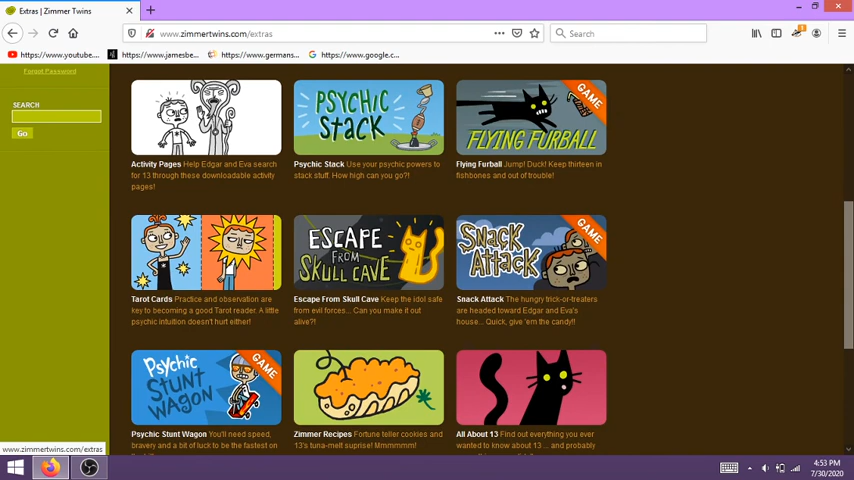 Extras | Zimmer Twins
www.zimmertwins.com/extras
Search
https://www.youtube....
https://www.jamesbe...
https://www.germans...
https://www.google.c...
Forgot Password
SEARCH
Go
PSYCHIC
STACK
GAME
FLYING FURBALL
Activity Pages Help Edgar and Eva search
for 13 through these downloadable activity
pages!
Psychic Stack Use your psychic powers to
stack stuff. How high can you go?!
Flying Furball Jump! Duck! Keep thirteen in
fishbones and out of trouble!
ESCAPE
FROM
SKULL CAVE
SNACK
ATTACK
GAME
Tarot Cards Practice and observation are
key to becoming a good Tarot reader. A little
psychic intuition doesn't hurt either!
Escape From Skull Cave Keep the idol safe
from evil forces... Can you make it out
alive?!
Snack Attack The hungry trick-or-treaters
are headed toward Edgar and Eva's
house... Quick, give 'em the candy!!
PSYCHIC
STUNT
WAGON
GAME
Psychic Stunt Wagon You'll need speed,
bravery and a bit of luck to be the fastest on
Zimmer Recipes Fortune teller cookies and
13's tuna-melt suprise! Mmmmmm!
All About 13 Find out everything you ever
wanted to know about 13 ... and probably
www.zimmertwins.com/extras
4:53 PM
7/30/2020